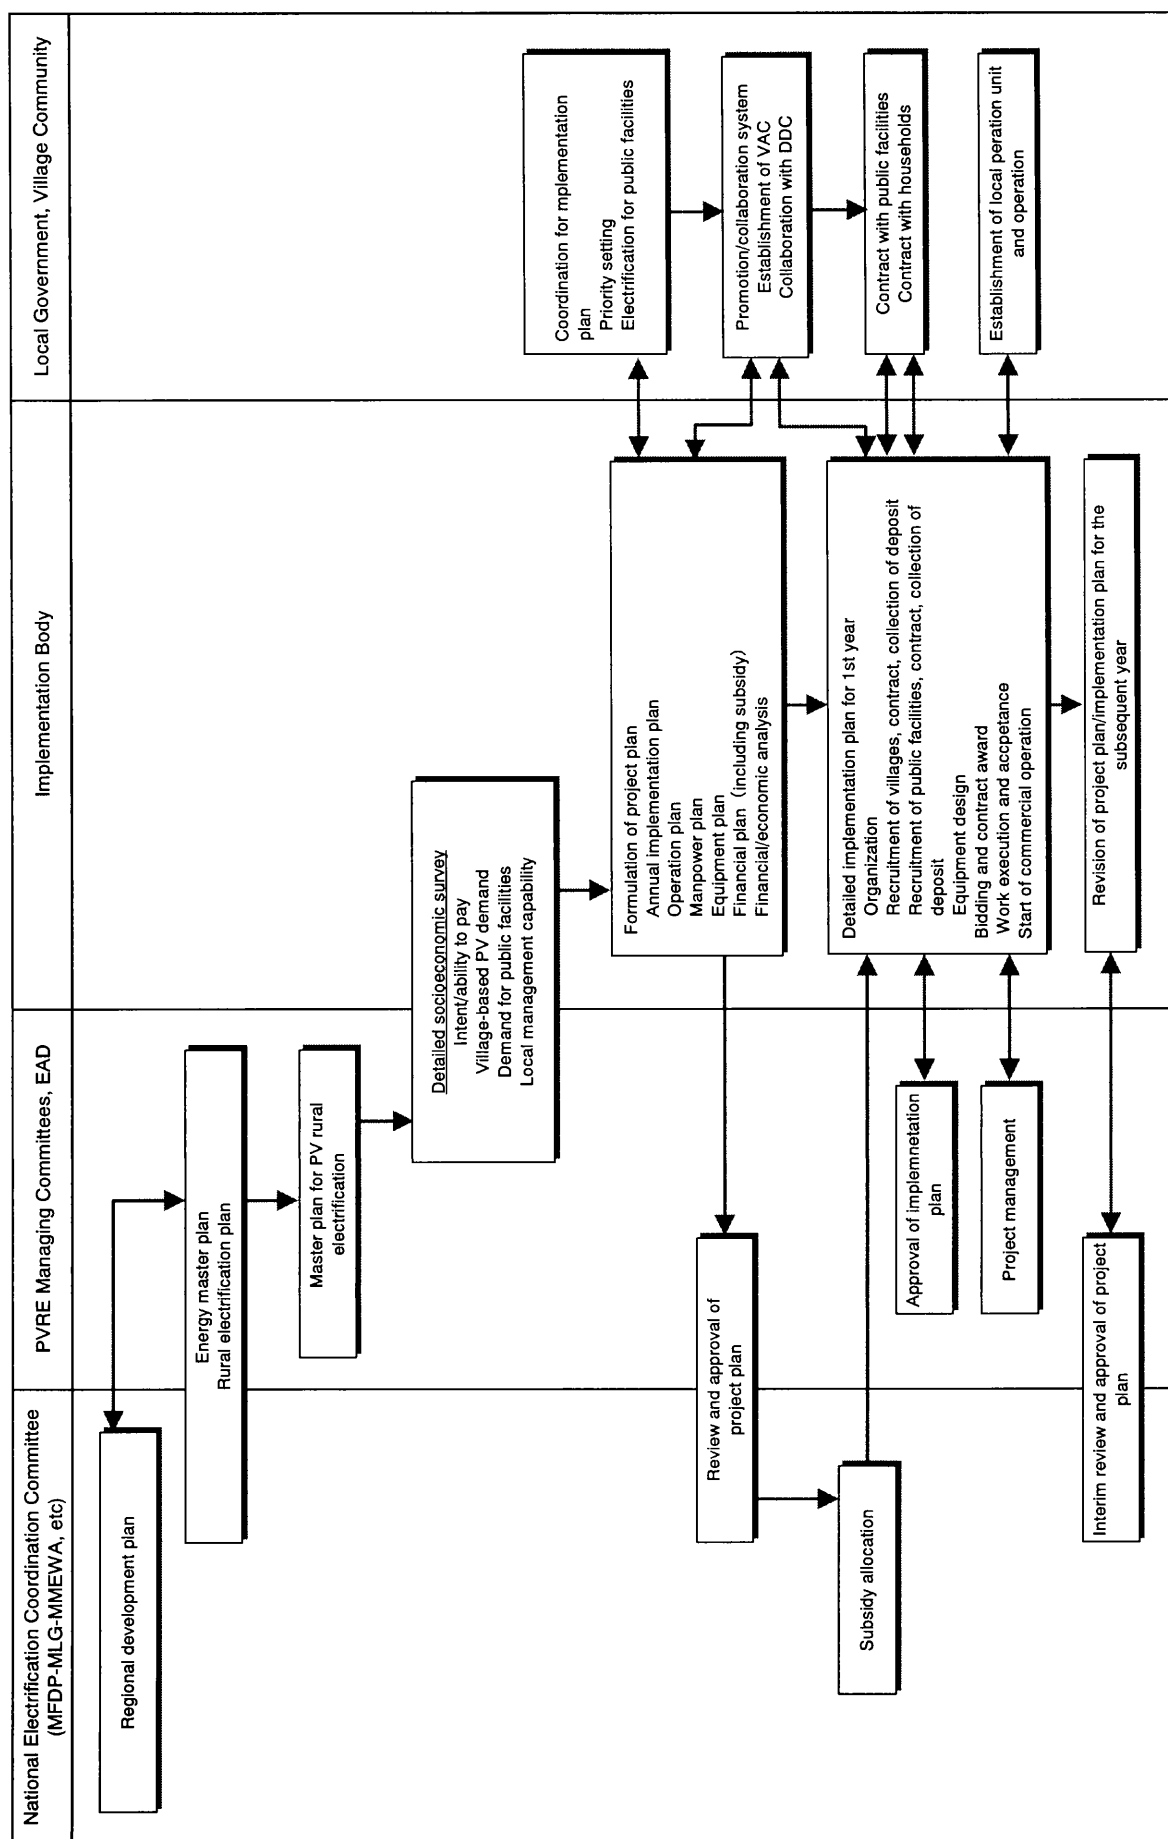 National Electrification Coordination Committee
(MFDP-MLG-MMEWA, etc)
PVRE Managing Committees, EAD
Implementation Body
Local Government, Village Community
Regional development plan
Energy master plan
Rural electrification plan
Master plan for PV rural
electrification
Detailed socioeconomic survey
Intent/ability to pay
Village-based PV demand
Demand for public facilities
Local management capability
Coordination for mplementation
plan
Priority setting
Electrification for public facilities
Formulation of project plan
Annual implementation plan
Operation plan
Manpower plan
Equipment plan
Financial plan (including subsidy)
Financial/economic analysis
Review and approval of
project plan
Promotion/collaboration system
Establishment of VAC
Collaboration with DDC
Subsidy allocation
Detailed implementation plan for 1st year
Organization
Recruitment of villages, contract, collection of deposit
Recruitment of public facilities, contract, collection of
deposit
Equipment design
Bidding and contract award
Work execution and accpetance
Start of commercial operation
Contract with public facilities
Contract with households
Approval of implemnetation
plan
Project management
Establishment of local peration unit
and operation
Interim review and approval of project
plan
Revision of project plan/implementation plan for the
subsequent year